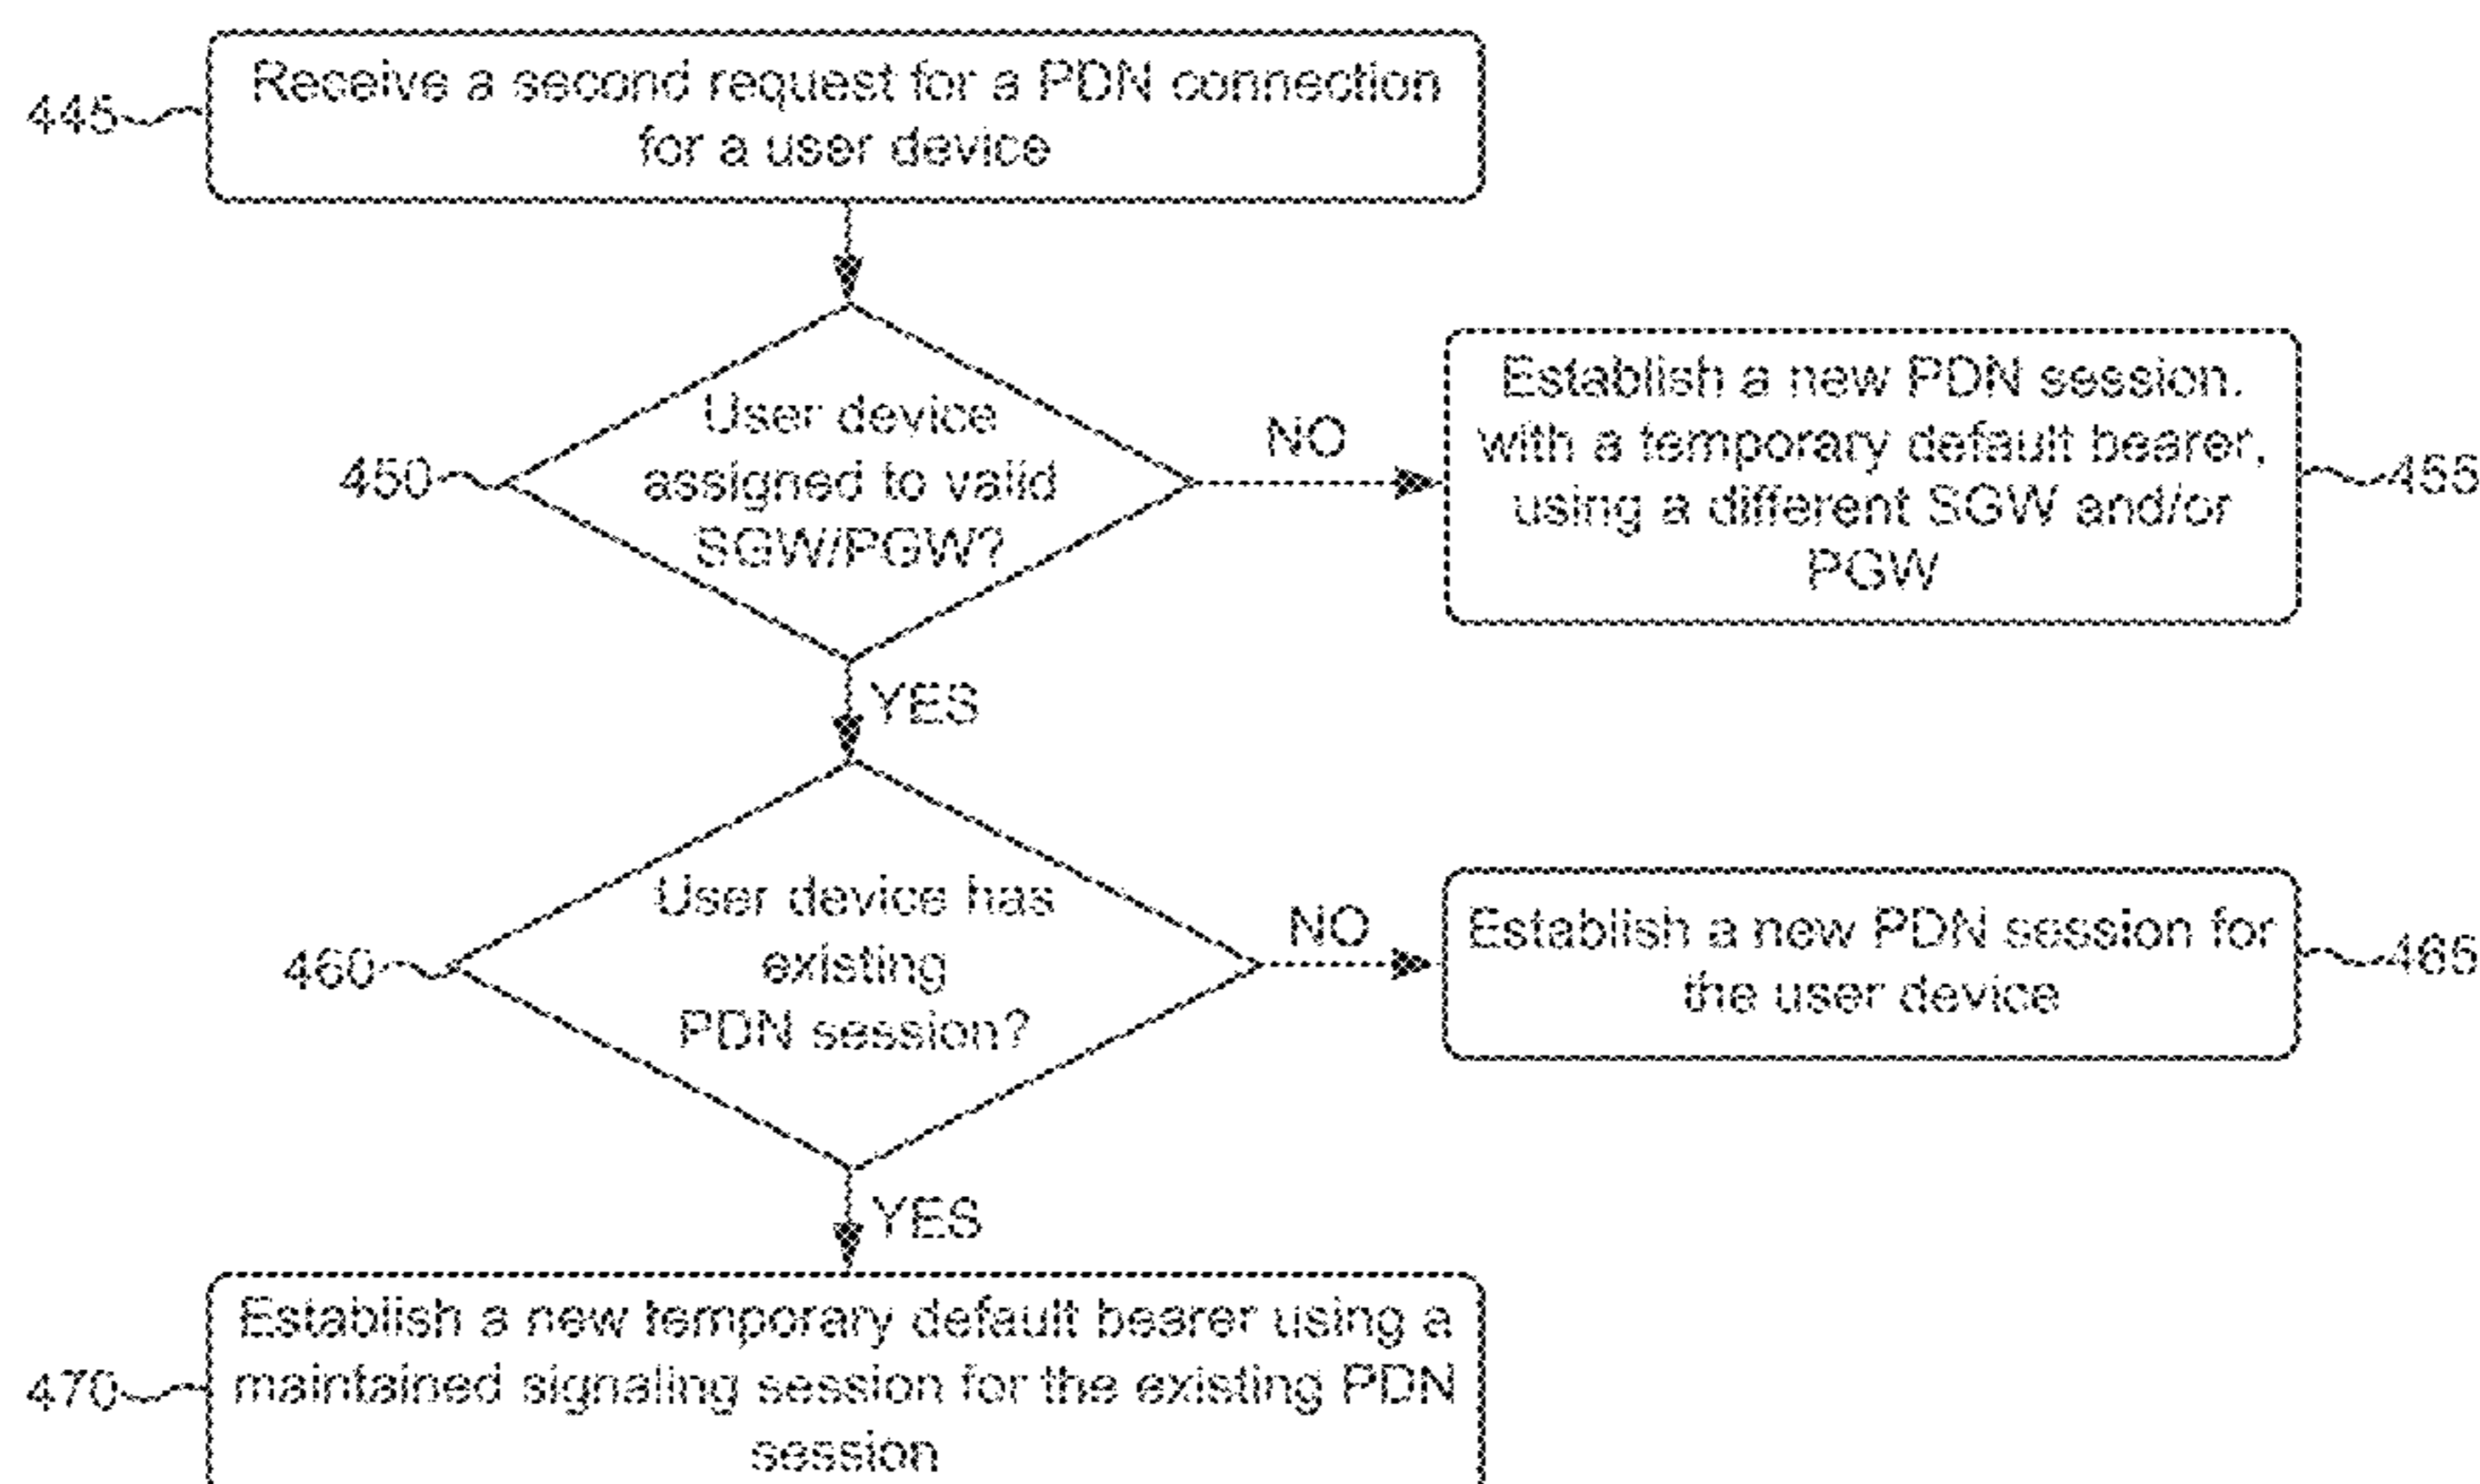 Receive a second request for a PDN connection
for a user device
445
User device
assigned to valid
SGW/PGW?
450
NO
Establish a new PDN session.
with a temporary default bearer,
using a different SGW and/or
PGW
455
YES
User device has
existing
PDN session?
460
NO
Establish a new PDN session for
the user device
465
YES
Establish a new temporary default bearer using a
maintained signaling session for the existing PDN
session
470